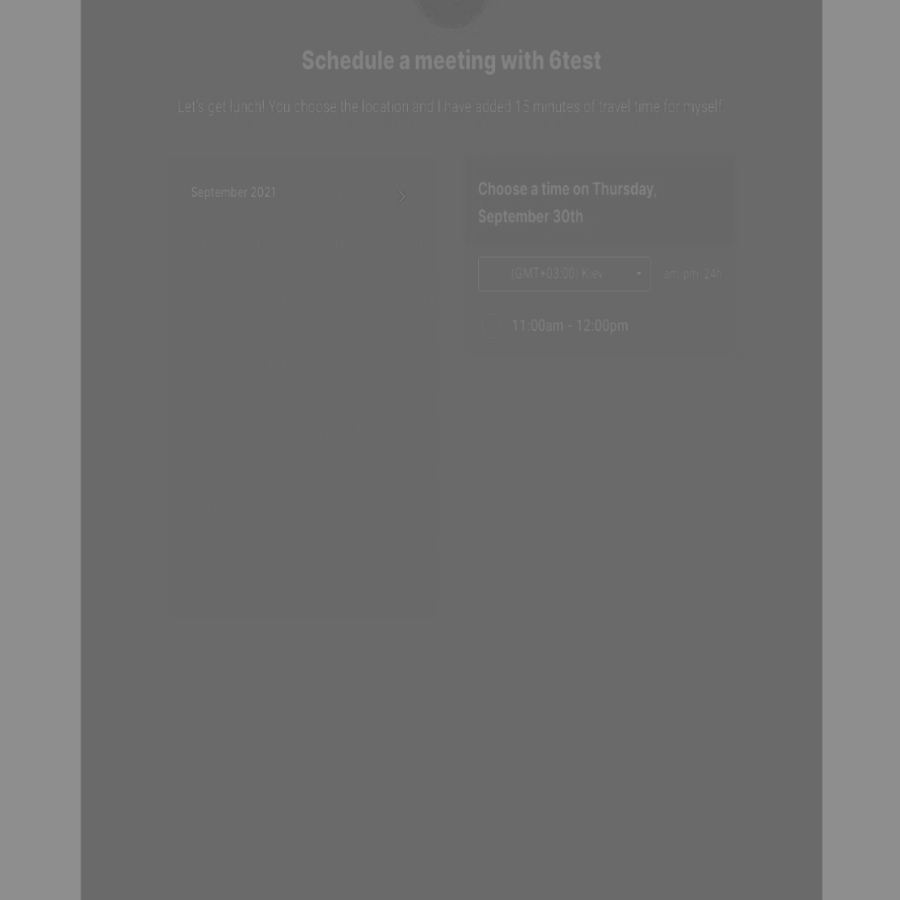 Schedule a meeting with 6test
Let's get lunch! You choose the location and I have added 15 minutes of travel time for myself.
September 2021
Choose a time on Thursday,
September 30th
(GMT+03:00) Kiev
am/pm 24h
11:00am - 12:00pm